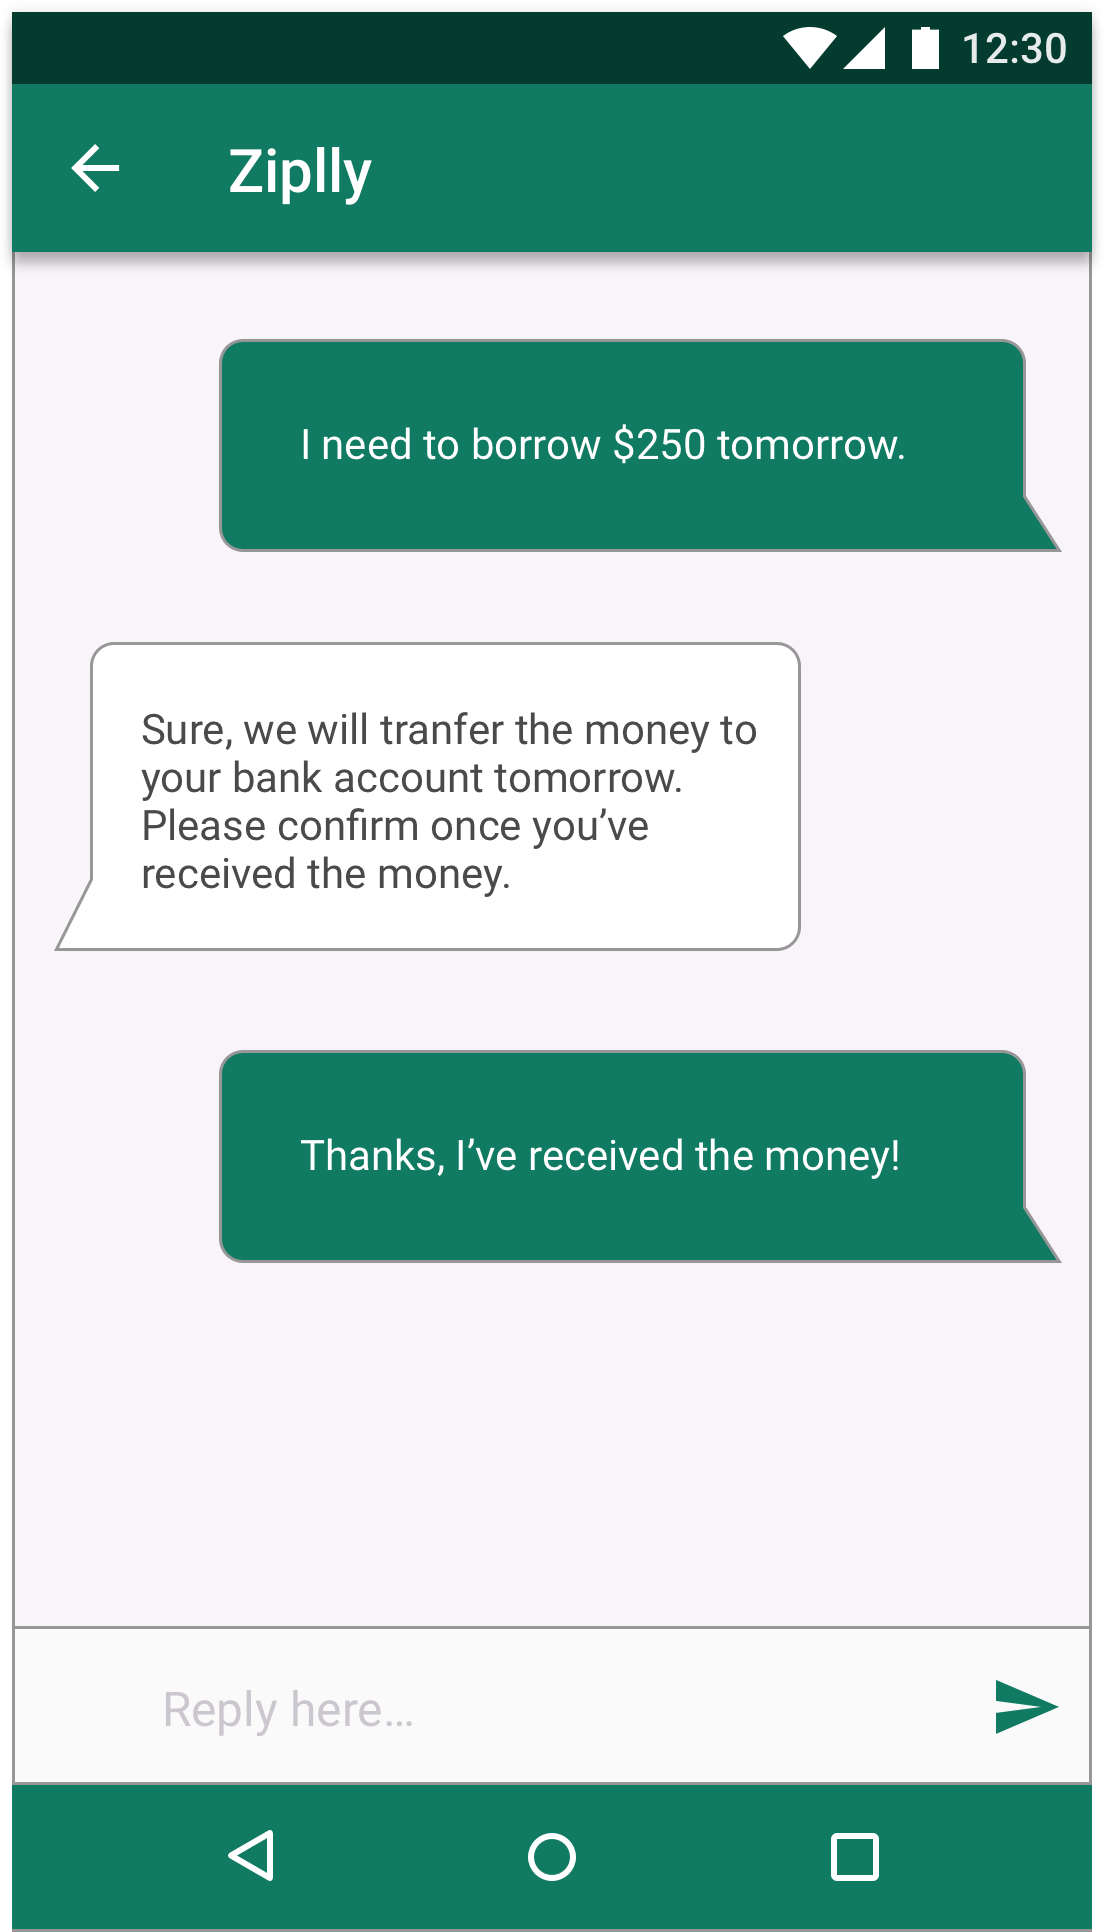 12:30
Ziplly
I need to borrow $250 tomorrow.
Sure, we will tranfer the money to
your bank account tomorrow.
Please confirm once you’ve
received the money.
Thanks, I’ve received the money!
Reply here...